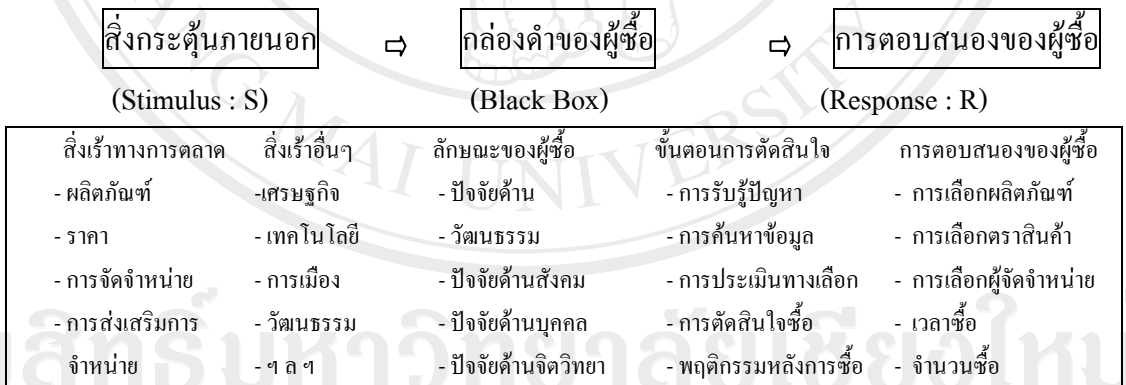 สิ่งกระตุ้นภายนอก ⇨ กล่องดำของผู้ซื้อ ⇨ การตอบสนองของผู้ซื้อ
(Stimulus : S) (Black Box) (Response : R)
สิ่งเร้าทางการตลาด สิ่งเร้าอื่นๆ ลักษณะของผู้ซื้อ ขั้นตอนการตัดสินใจ การตอบสนองของผู้ซื้อ
- ผลิตภัณฑ์ -เศรษฐกิจ - ปัจจัยด้าน - การรับรู้ปัญหา - การเลือกผลิตภัณฑ์
- ราคา - เทคโนโลยี - วัฒนธรรม - การค้นหาข้อมูล - การเลือกตราสินค้า
- การจัดจำหน่าย - การเมือง - ปัจจัยด้านสังคม - การประเมินทางเลือก - การเลือกผู้จัดจำหน่าย
- การส่งเสริมการ - วัฒนธรรม - ปัจจัยด้านบุคคล - การตัดสินใจซื้อ - เวลาซื้อ
จำหน่าย - ฯ ล ฯ - ปัจจัยด้านจิตวิทยา - พฤติกรรมหลังการซื้อ - จำนวนซื้อ